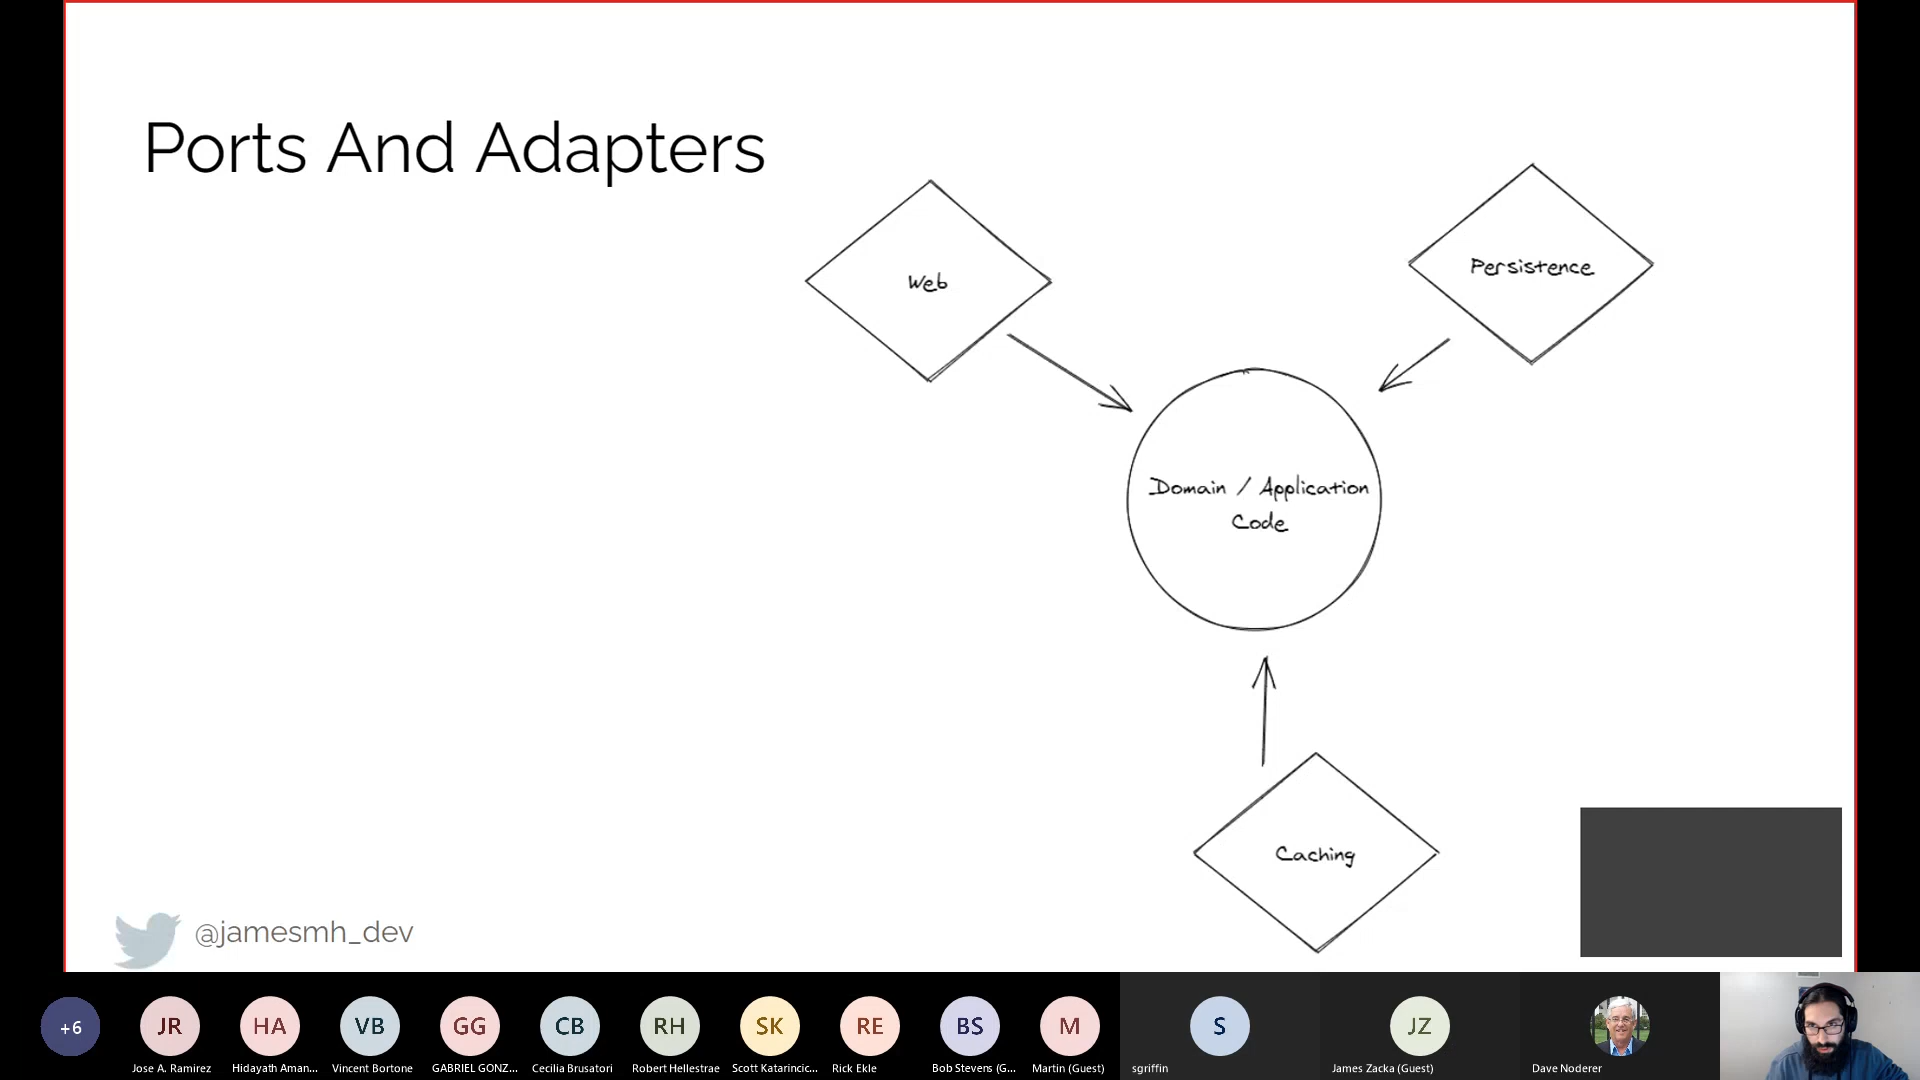 Ports And Adapters
Web
Persistence
Domain / Application
Code
Caching
@jamesmh_dev
+6
JR
HA
VB
GG
CB
RH
SK
RE
BS
M
S
JZ
Jose A. Ramirez
Hidayath Aman...
Vincent Bortone
GABRIEL GONZ...
Cecilia Brusatori
Robert Hellestrae
Scott Katarincic...
Rick Ekle
Bob Stevens (G...
Martin (Guest)
sgriffin
James Zacka (Guest)
Dave Noderer